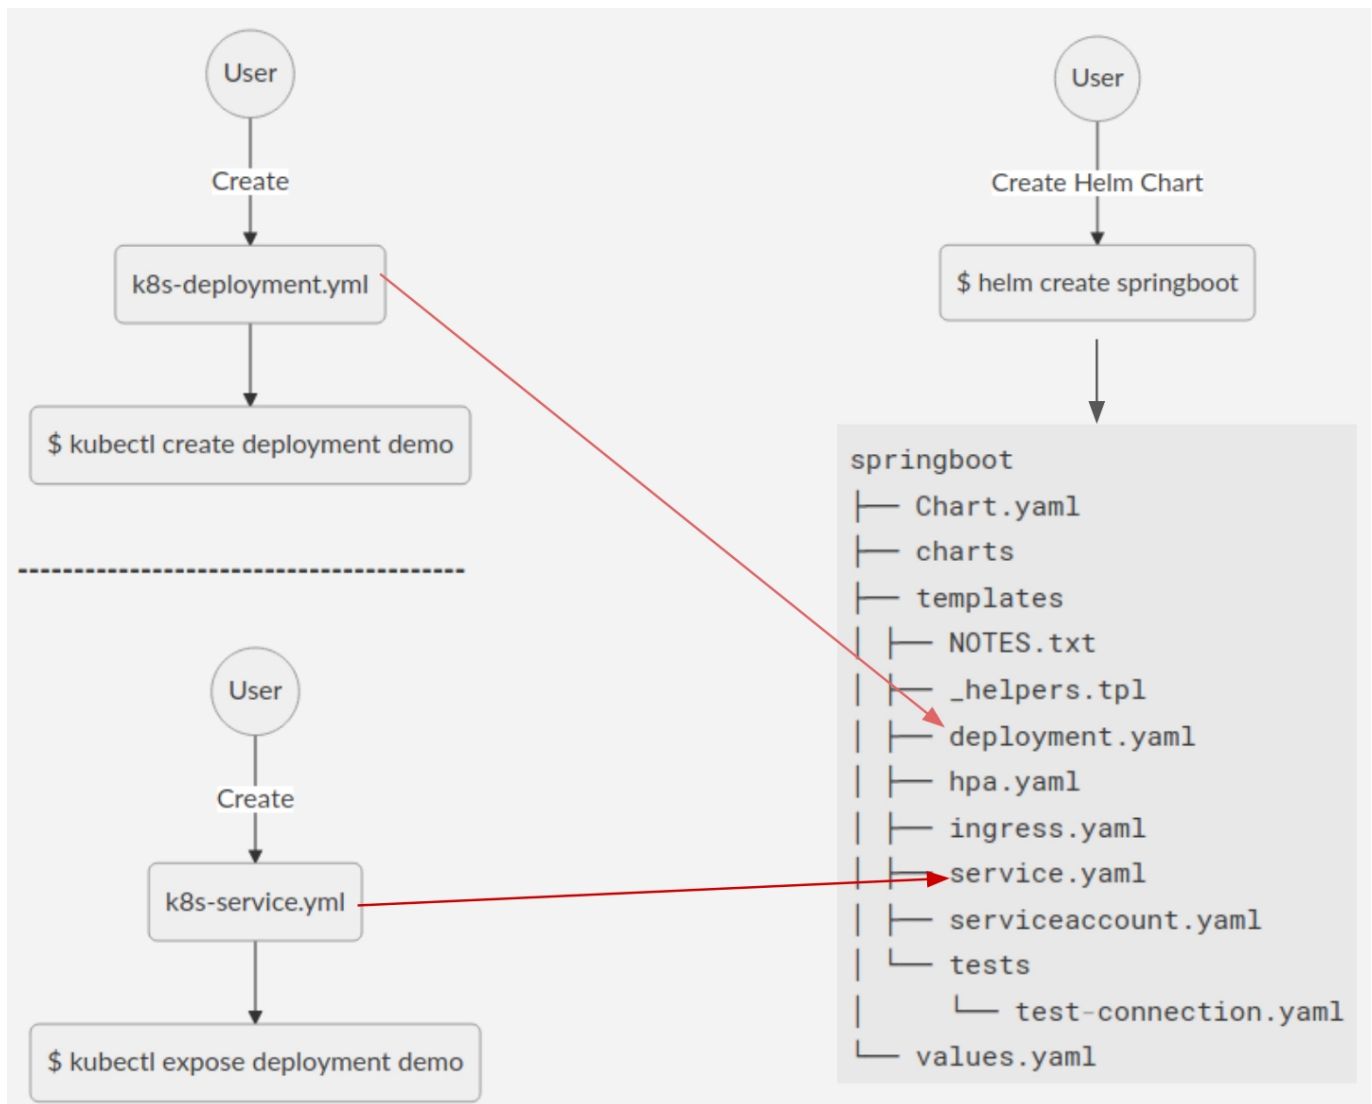 User
Create
k8s-deployment.yml
$ kubectl create deployment demo
----------------------------------------
User
Create
k8s-service.yml
$ kubectl expose deployment demo
User
Create Helm Chart
$ helm create springboot
springboot
├── Chart.yaml
├── charts
├── templates
│ ├── NOTES.txt
│ ├── _helpers.tpl
│ ├── deployment.yaml
│ ├── hpa.yaml
│ ├── ingress.yaml
│ ├── service.yaml
│ ├── serviceaccount.yaml
│ └── tests
│     └── test-connection.yaml
└── values.yaml